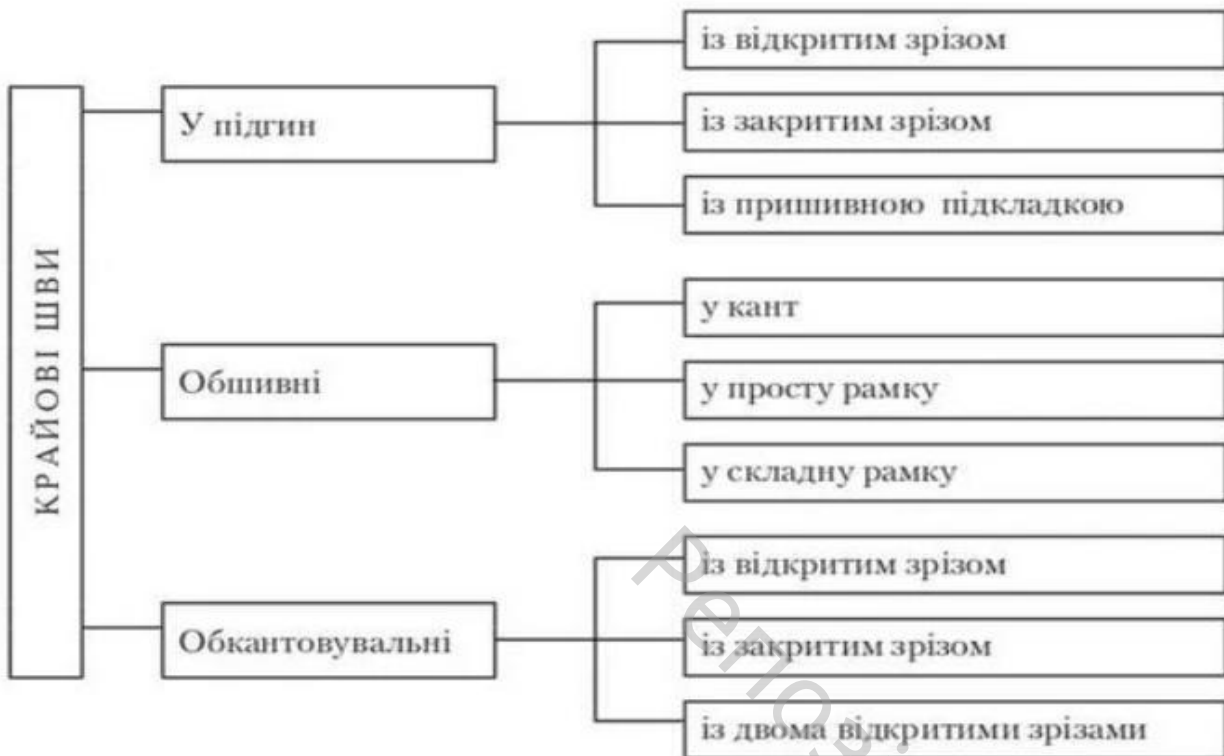 КРАЙОВІ ШВИ
У підгин
із відкритим зрізом
із закритим зрізом
із пришивною підкладкою
Обшивні
у кант
у просту рамку
у складну рамку
Обкантовувальні
із відкритим зрізом
із закритим зрізом
із двома відкритими зрізами